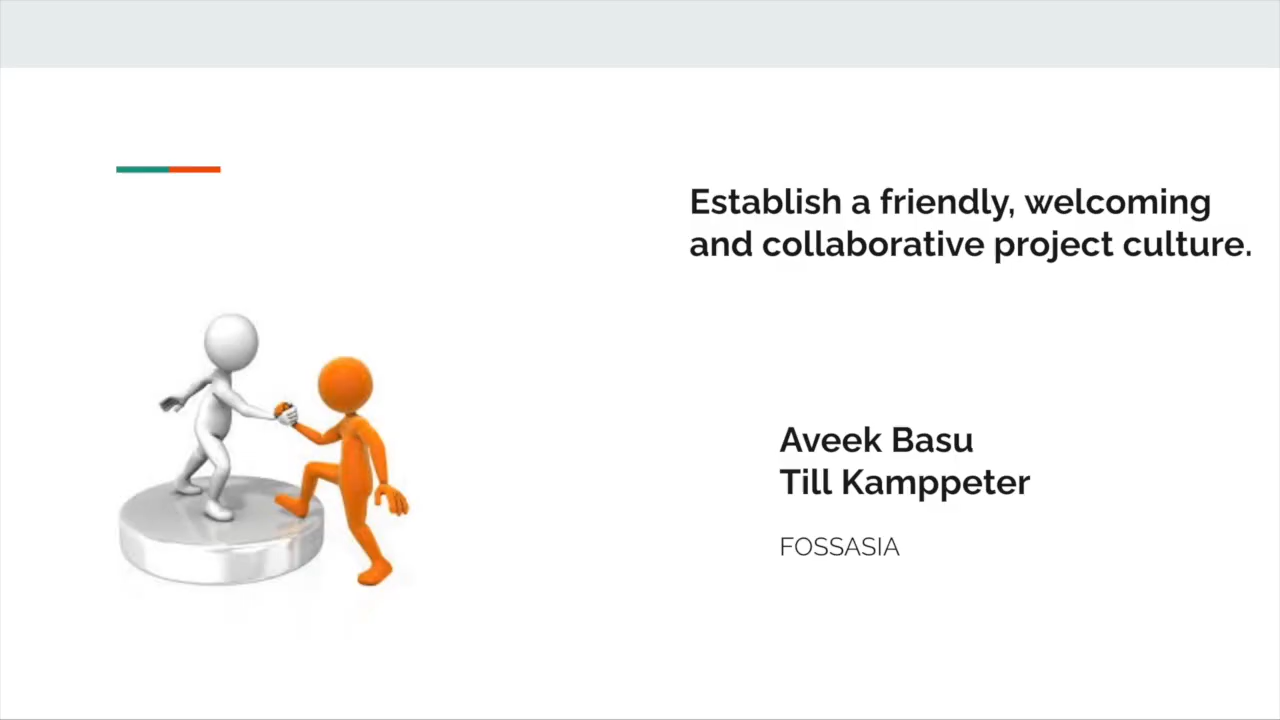 Establish a friendly, welcoming
and collaborative project culture.
Aveek Basu
Till Kamppeter
FOSSASIA